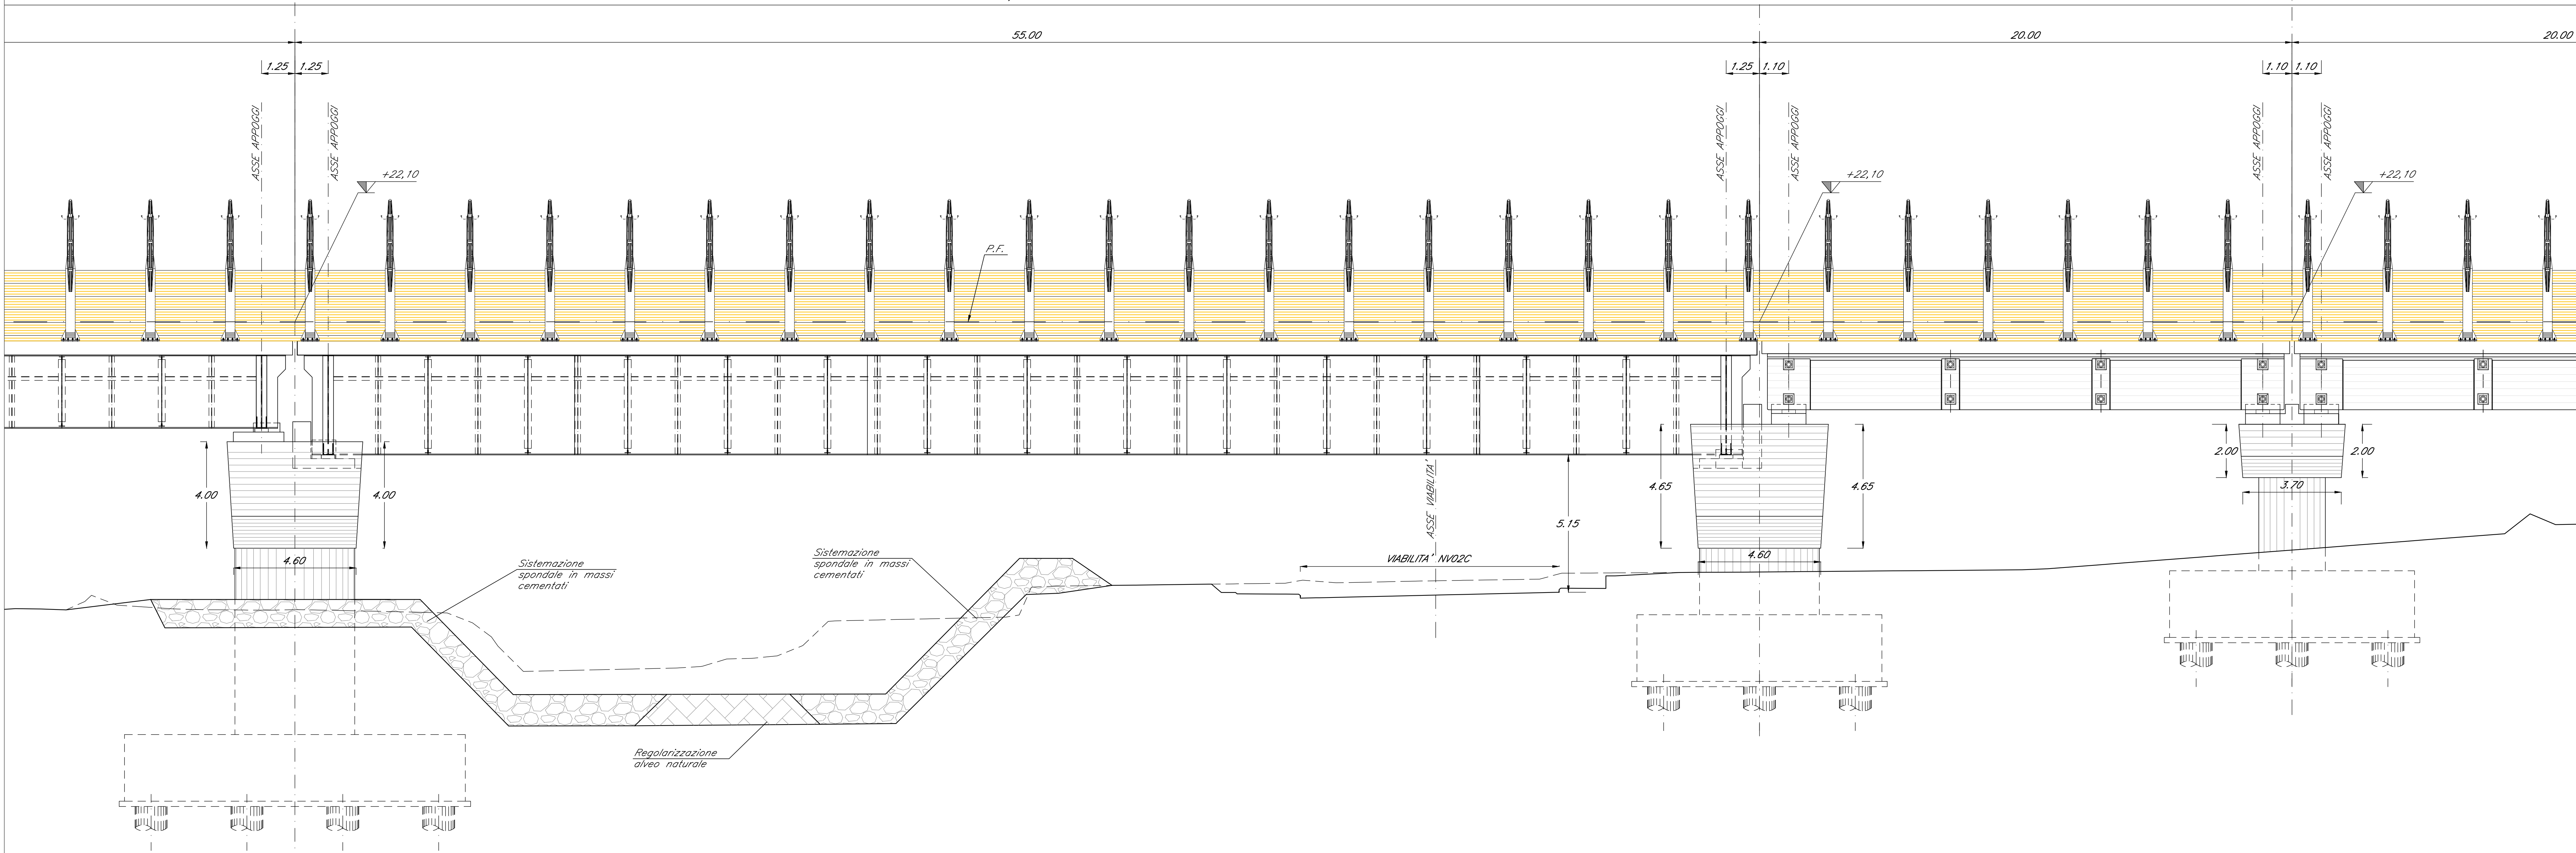 55.00
20.00
20.00
1.25
1.25
1.25
1.10
1.10
1.10
ASSE APPOGGI
ASSE APPOGGI
ASSE APPOGGI
ASSE APPOGGI
ASSE APPOGGI
ASSE APPOGGI
+22,10
+22,10
+22,10
P.F.
4.00
4.00
4.60
4.65
4.65
4.60
2.00
2.00
3.70
5.15
ASSE VIABILITA'
VIABILITA' NV02C
Sistemazione
spondale in massi
cementati
Sistemazione
spondale in massi
cementati
Regolarizzazione
alveo naturale